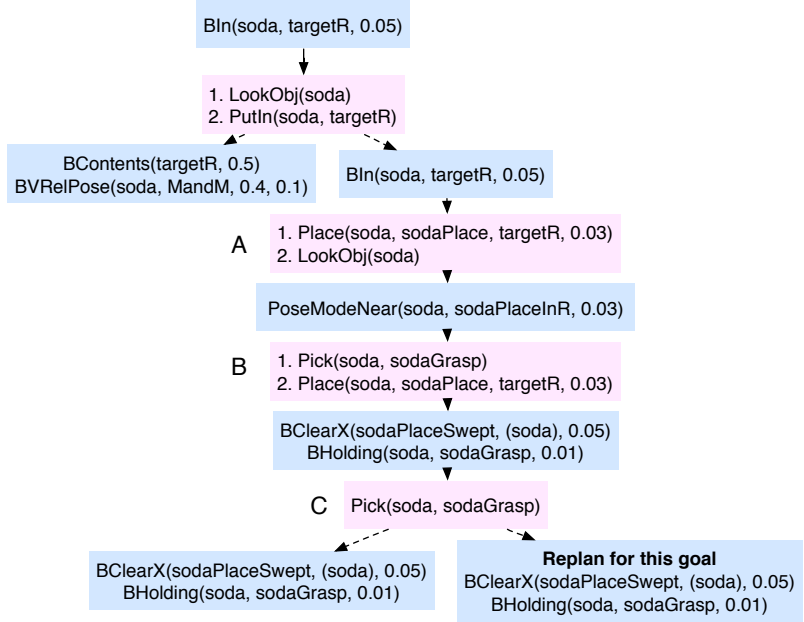 BIn(soda, targetR, 0.05)
1. LookObj(soda)
2. PutIn(soda, targetR)
BContents(targetR, 0.5)
BVRelPose(soda, MandM, 0.4, 0.1)
BIn(soda, targetR, 0.05)
A
1. Place(soda, sodaPlace, targetR, 0.03)
2. LookObj(soda)
PoseModeNear(soda, sodaPlaceInR, 0.03)
B
1. Pick(soda, sodaGrasp)
2. Place(soda, sodaPlace, targetR, 0.03)
BClearX(sodaPlaceSwept, (soda), 0.05)
BHolding(soda, sodaGrasp, 0.01)
C
Pick(soda, sodaGrasp)
BClearX(sodaPlaceSwept, (soda), 0.05)
BHolding(soda, sodaGrasp, 0.01)
Replan for this goal
BClearX(sodaPlaceSwept, (soda), 0.05)
BHolding(soda, sodaGrasp, 0.01)